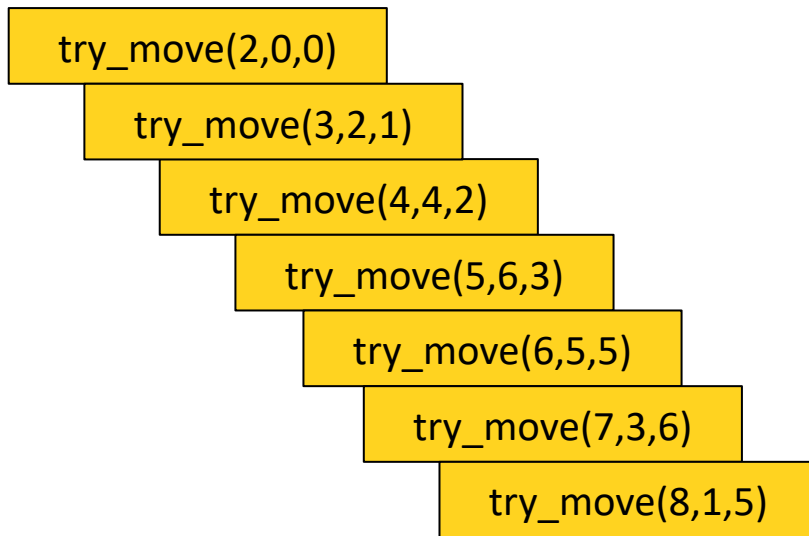 try_move(2,0,0)
try_move(3,2,1)
try_move(4,4,2)
try_move(5,6,3)
try_move(6,5,5)
try_move(7,3,6)
try_move(8,1,5)